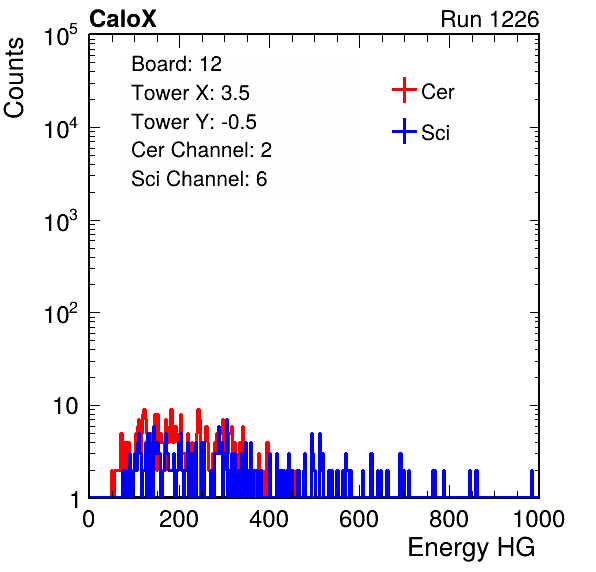 CaloX Run 1226
Counts
10^5
10^4
10^3
10^2
10
1
Board: 12
Tower X: 3.5
Tower Y: -0.5
Cer Channel: 2
Sci Channel: 6
Cer
Sci
0 200 400 600 800 1000
Energy HG